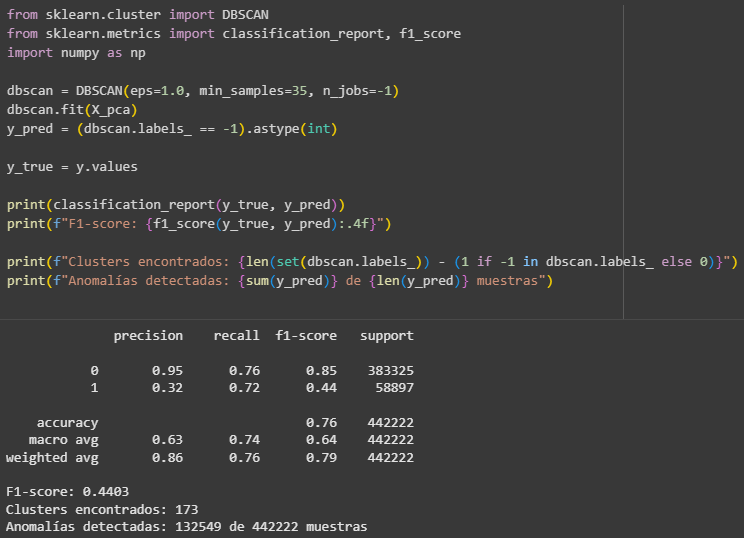 from sklearn.cluster import DBSCAN
from sklearn.metrics import classification_report, f1_score
import numpy as np
dbscan = DBSCAN(eps=1.0, min_samples=35, n_jobs=-1)
dbscan.fit(X_pca)
y_pred = (dbscan.labels_ == -1).astype(int)
y_true = y.values
print(classification_report(y_true, y_pred))
print(f"F1-score: {f1_score(y_true, y_pred):.4f}")
print(f"Clusters encontrados: {len(set(dbscan.labels_)) - (1 if -1 in dbscan.labels_ else 0)}")
print(f"Anomalías detectadas: {sum(y_pred)} de {len(y_pred)} muestras")
precision recall f1-score support
0 0.95 0.76 0.85 383325
1 0.32 0.72 0.44 58897
accuracy 0.76 442222
macro avg 0.63 0.74 0.64 442222
weighted avg 0.86 0.76 0.79 442222
F1-score: 0.4403
Clusters encontrados: 173
Anomalías detectadas: 132549 de 442222 muestras